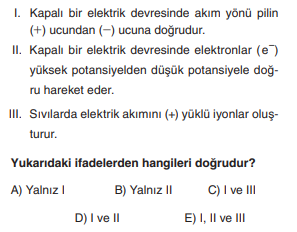 I. Kapalı bir elektrik devresinde akım yönü pilin
(+) ucundan (−) ucuna doğrudur.
II. Kapalı bir elektrik devresinde elektronlar (e⁻)
yüksek potansiyelden düşük potansiyele doğ-
ru hareket eder.
III. Sıvılarda elektrik akımını (+) yüklü iyonlar oluş-
turur.
Yukarıdaki ifadelerden hangileri doğrudur?
A) Yalnız I B) Yalnız II C) I ve III
D) I ve II E) I, II ve III